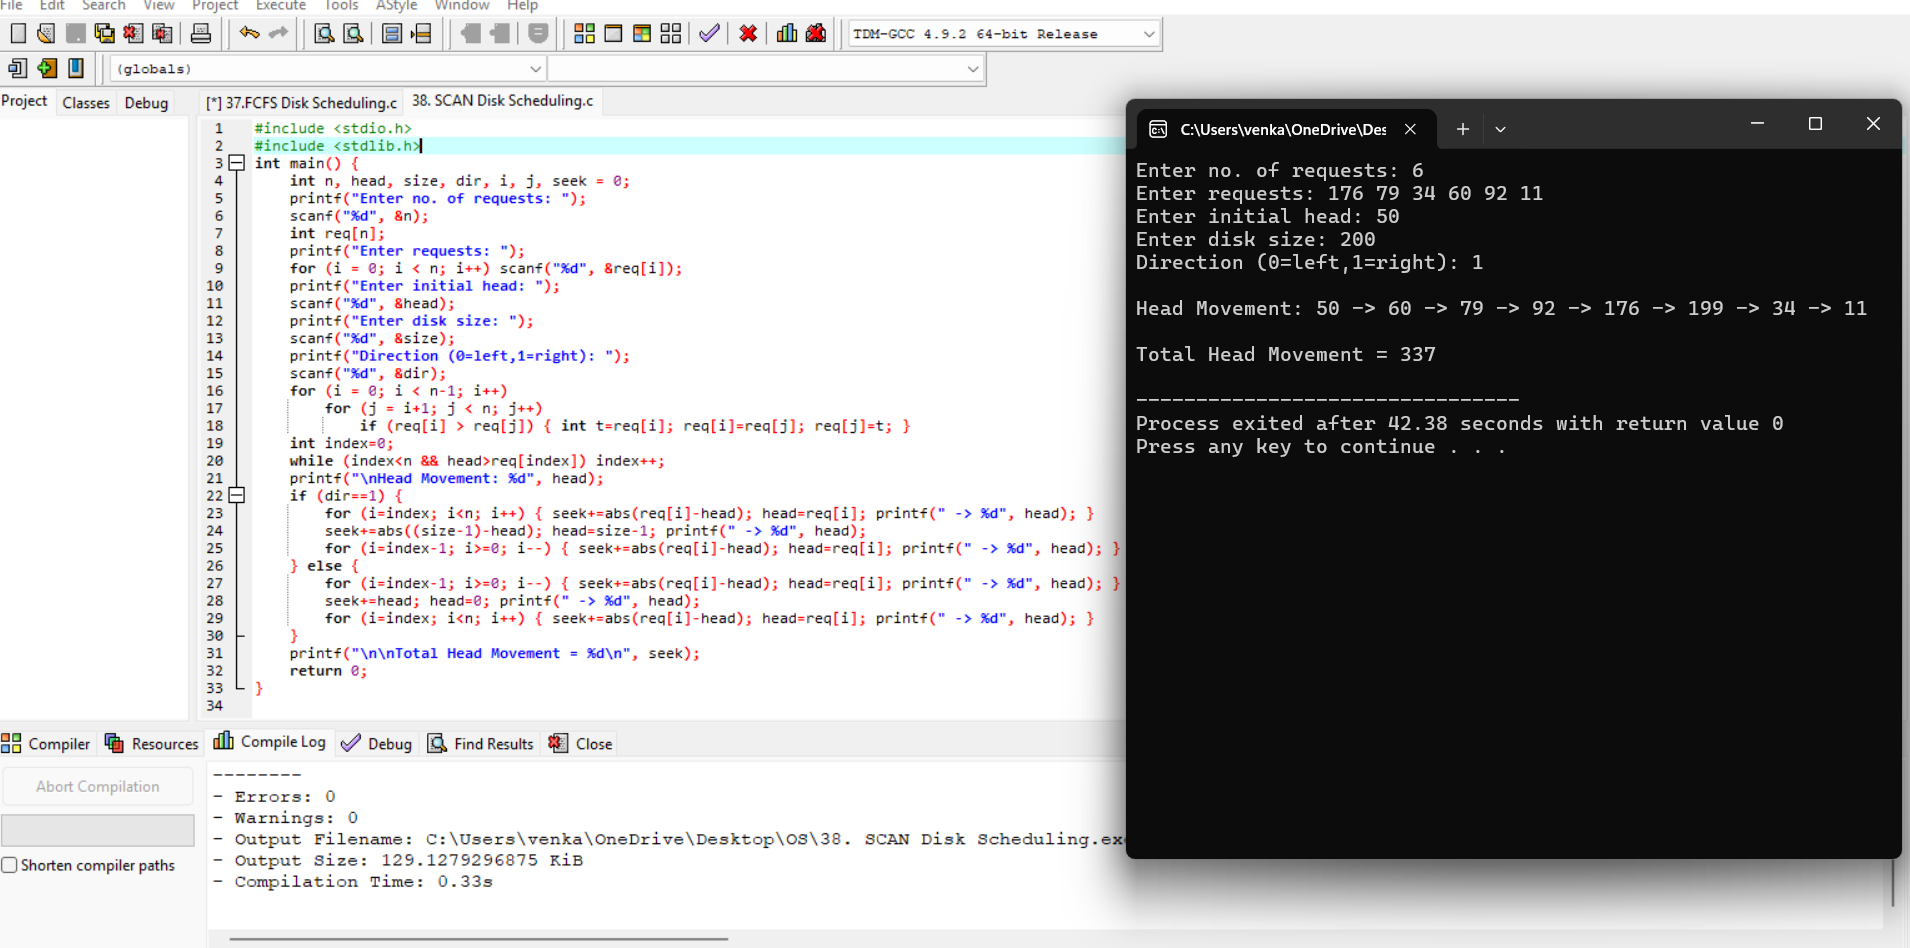 File Edit Search View Project Execute Tools AStyle Window Help
TDM-GCC 4.9.2 64-bit Release
(globals)
Project Classes Debug
[*] 37.FCFS Disk Scheduling.c 38. SCAN Disk Scheduling.c
1 #include <stdio.h>
2 #include <stdlib.h>
3 int main() {
4 int n, head, size, dir, i, j, seek = 0;
5 printf("Enter no. of requests: ");
6 scanf("%d", &n);
7 int req[n];
8 printf("Enter requests: ");
9 for (i = 0; i < n; i++) scanf("%d", &req[i]);
10 printf("Enter initial head: ");
11 scanf("%d", &head);
12 printf("Enter disk size: ");
13 scanf("%d", &size);
14 printf("Direction (0=left,1=right): ");
15 scanf("%d", &dir);
16 for (i = 0; i < n-1; i++)
17 for (j = i+1; j < n; j++)
18 if (req[i] > req[j]) { int t=req[i]; req[i]=req[j]; req[j]=t; }
19 int index=0;
20 while (index<n && head>req[index]) index++;
21 printf("\nHead Movement: %d", head);
22 if (dir==1) {
23 for (i=index; i<n; i++) { seek+=abs(req[i]-head); head=req[i]; printf(" -> %d", head); }
24 seek+=abs((size-1)-head); head=size-1; printf(" -> %d", head);
25 for (i=index-1; i>=0; i--) { seek+=abs(req[i]-head); head=req[i]; printf(" -> %d", head); }
26 } else {
27 for (i=index-1; i>=0; i--) { seek+=abs(req[i]-head); head=req[i]; printf(" -> %d", head); }
28 seek+=head; head=0; printf(" -> %d", head);
29 for (i=index; i<n; i++) { seek+=abs(req[i]-head); head=req[i]; printf(" -> %d", head); }
30 }
31 printf("\n\nTotal Head Movement = %d\n", seek);
32 return 0;
33 }
34
C:\Users\venka\OneDrive\Des
Enter no. of requests: 6
Enter requests: 176 79 34 60 92 11
Enter initial head: 50
Enter disk size: 200
Direction (0=left,1=right): 1
Head Movement: 50 -> 60 -> 79 -> 92 -> 176 -> 199 -> 34 -> 11
Total Head Movement = 337
--------------------------------
Process exited after 42.38 seconds with return value 0
Press any key to continue . . .
Compiler Resources Compile Log Debug Find Results Close
Abort Compilation
Shorten compiler paths
--------
- Errors: 0
- Warnings: 0
- Output Filename: C:\Users\venka\OneDrive\Desktop\OS\38. SCAN Disk Scheduling.ex
- Output Size: 129.1279296875 KiB
- Compilation Time: 0.33s